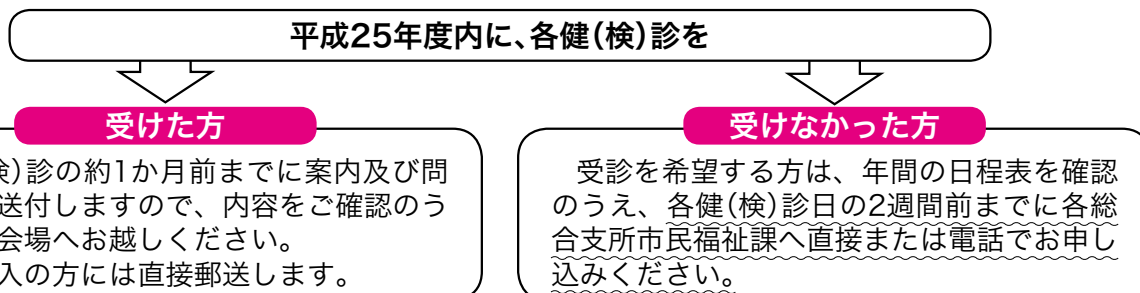 平成25年度内に、各健(検)診を
受けた方
)診の約1か月前までに案内及び問
送付しますので、内容をご確認のう
会場へお越しください。
入の方には直接郵送します。
受けなかった方
受診を希望する方は、年間の日程表を確認
のうえ、各健(検)診日の2週間前までに各総
合支所市民福祉課へ直接または電話でお申し
込みください。